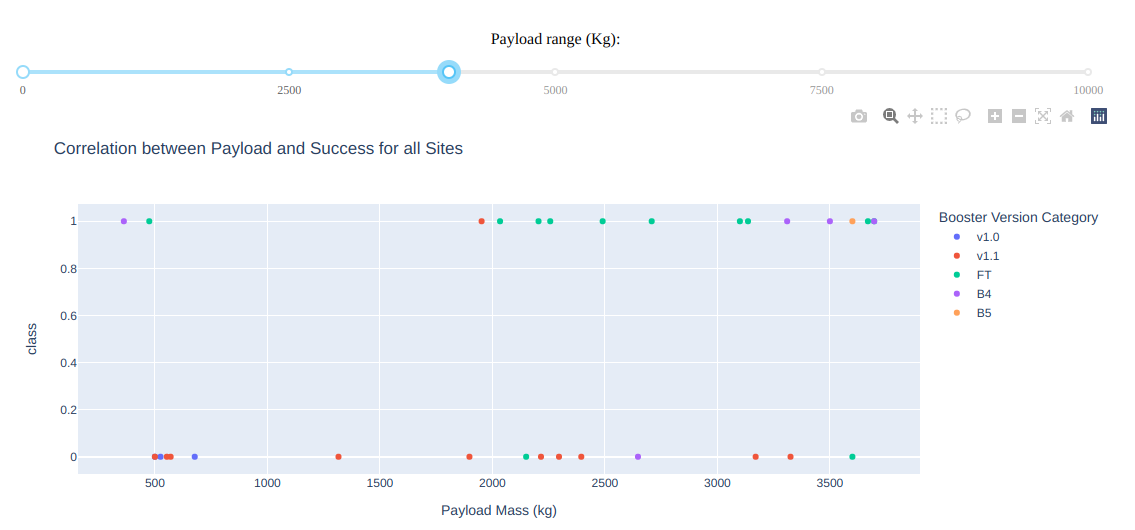 Payload range (Kg):
0 2500 5000 7500 10000
Correlation between Payload and Success for all Sites
1
0.8
0.6
0.4
0.2
0
class
500 1000 1500 2000 2500 3000 3500
Payload Mass (kg)
Booster Version Category
v1.0
v1.1
FT
B4
B5